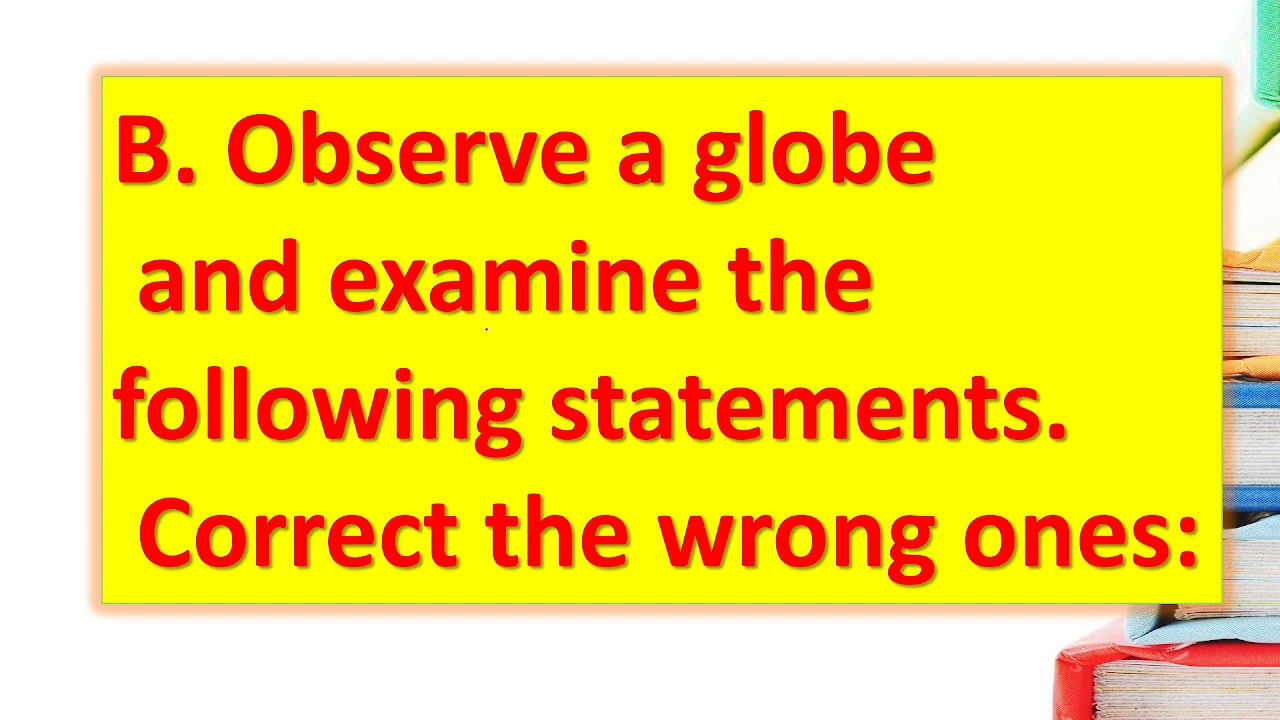 B. Observe a globe
and examine the
following statements.
Correct the wrong ones: